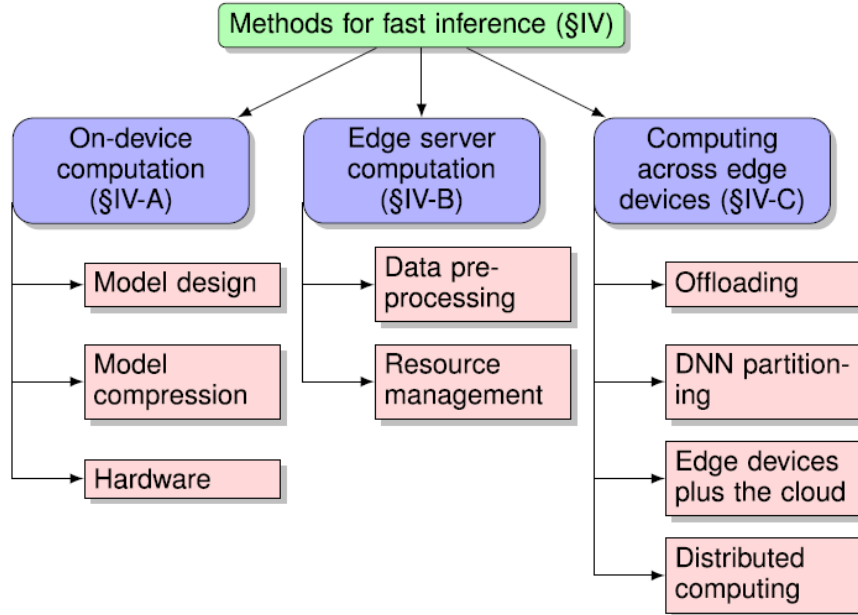 Methods for fast inference (§IV)
On-device
computation
(§IV-A)
Model design
Model
compression
Hardware
Edge server
computation
(§IV-B)
Data pre-
processing
Resource
management
Computing
across edge
devices (§IV-C)
Offloading
DNN partition-
ing
Edge devices
plus the cloud
Distributed
computing